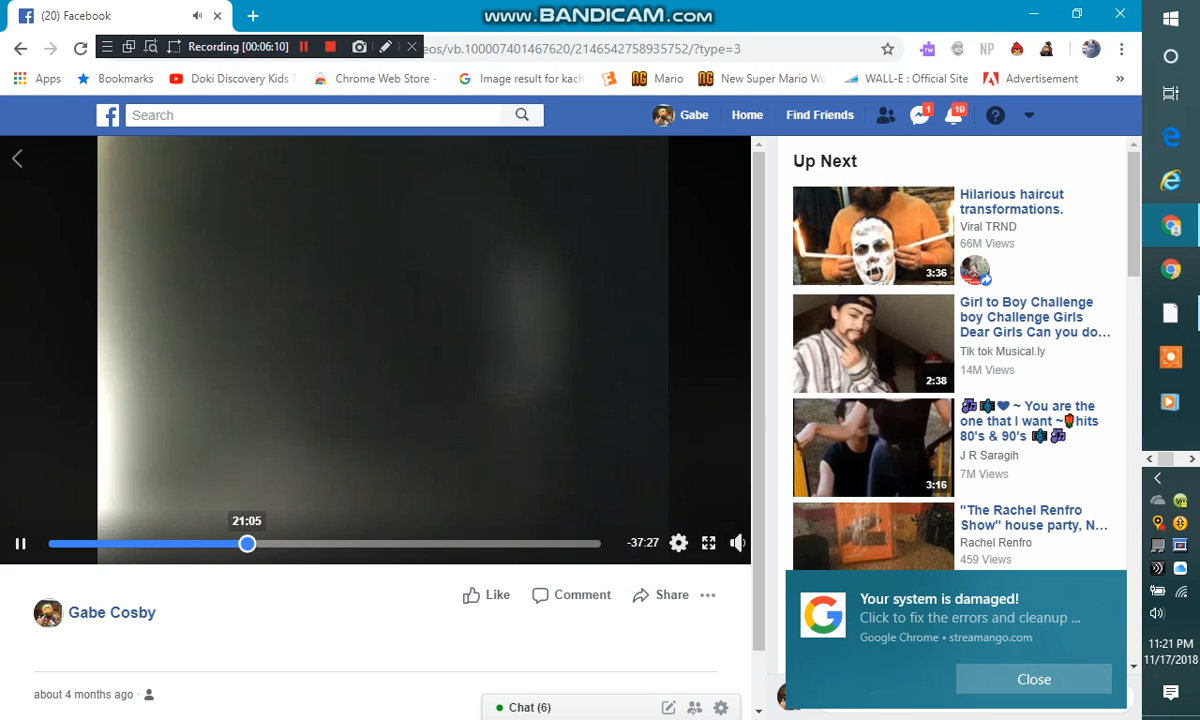 (20) Facebook
www.BANDICAM.com
Recording [00:06:10]
eos/vb.100007401467620/2146542758935752/?type=3
Apps
Bookmarks
Doki Discovery Kids
Chrome Web Store -
Image result for kach
Mario
New Super Mario Wo
WALL-E : Official Site
Advertisement
»
Search
Gabe
Home
Find Friends
1
19
21:05
-37:27
Like
Comment
Share
Gabe Cosby
about 4 months ago ·
Chat (6)
Up Next
Hilarious haircut
transformations.
Viral TRND
66M Views
3:36
Girl to Boy Challenge
boy Challenge Girls
Dear Girls Can you do...
Tik tok Musical.ly
14M Views
2:38
~ You are the
one that I want ~🌹hits
80's & 90's
J R Saragih
7M Views
3:16
"The Rachel Renfro
Show" house party, N...
Rachel Renfro
459 Views
Your system is damaged!
Click to fix the errors and cleanup ...
Google Chrome • streamango.com
Close
11:21 PM
11/17/2018